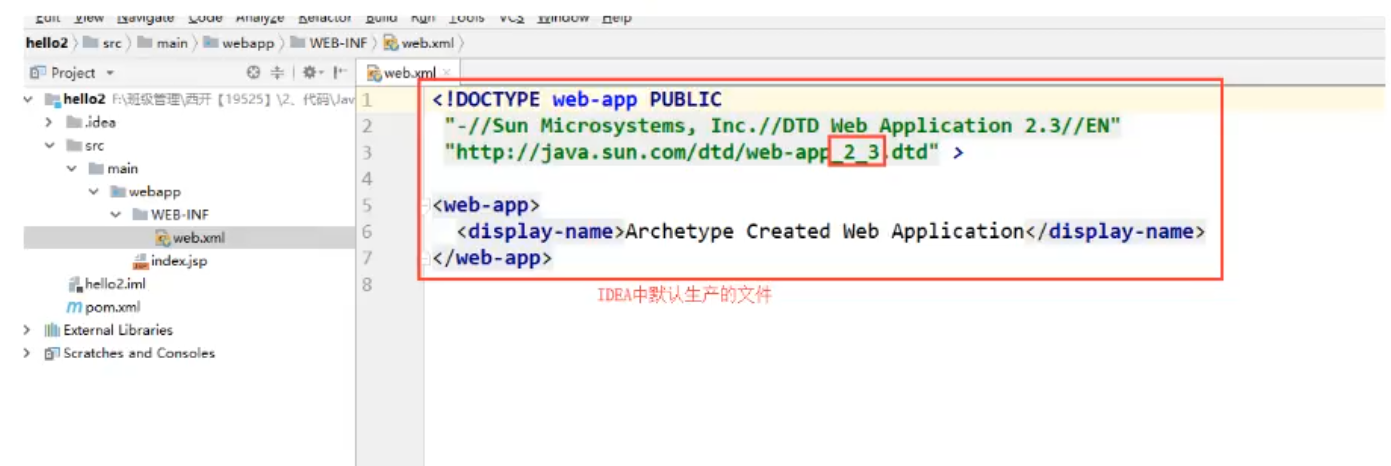 Edit View Navigate Code Analyze Refactor Build Run Tools VCS Window Help
hello2 src main webapp WEB-INF web.xml
Project web.xml
hello2 F:\班级管理\西开【19525】\2、代码\Jav
.idea
src
main
webapp
WEB-INF
web.xml
index.jsp
hello2.iml
pom.xml
External Libraries
Scratches and Consoles
1 <!DOCTYPE web-app PUBLIC
2 "-//Sun Microsystems, Inc.//DTD Web Application 2.3//EN"
3 "http://java.sun.com/dtd/web-app_2_3.dtd" >
4
5 <web-app>
6 <display-name>Archetype Created Web Application</display-name>
7 </web-app>
8
IDEA中默认生产的文件